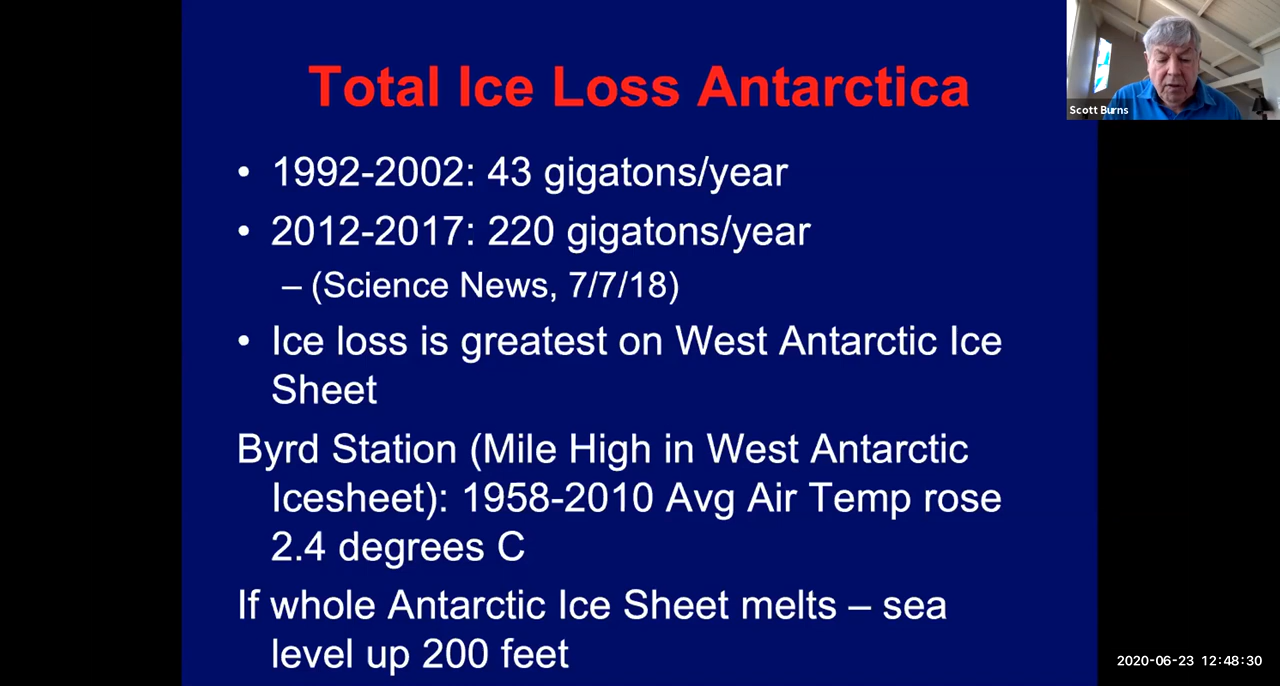 Total Ice Loss Antarctica
Scott Burns
• 1992-2002: 43 gigatons/year
• 2012-2017: 220 gigatons/year
– (Science News, 7/7/18)
• Ice loss is greatest on West Antarctic Ice
Sheet
Byrd Station (Mile High in West Antarctic
Icesheet): 1958-2010 Avg Air Temp rose
2.4 degrees C
If whole Antarctic Ice Sheet melts – sea
level up 200 feet
2020-06-23 12:48:30